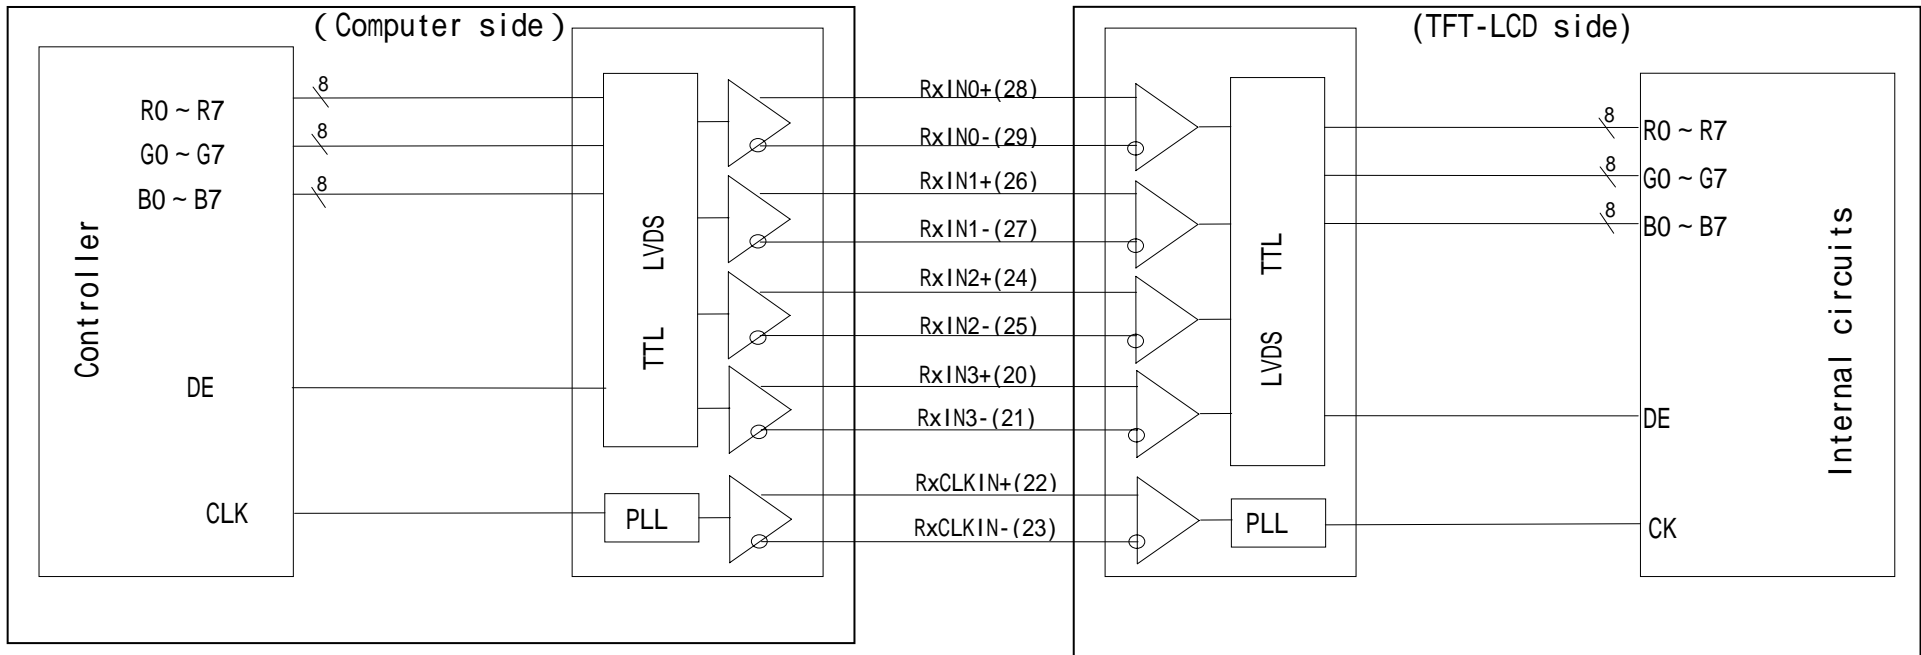 (Computer side)
(TFT-LCD side)
Controller
R0 ~ R7
G0 ~ G7
B0 ~ B7
DE
CLK
8
8
8
TTL LVDS
PLL
RxIN0+(28)
RxIN0-(29)
RxIN1+(26)
RxIN1-(27)
RxIN2+(24)
RxIN2-(25)
RxIN3+(20)
RxIN3-(21)
RxCLKIN+(22)
RxCLKIN-(23)
LVDS TTL
PLL
8
8
8
R0 ~ R7
G0 ~ G7
B0 ~ B7
DE
CK
Internal circuits